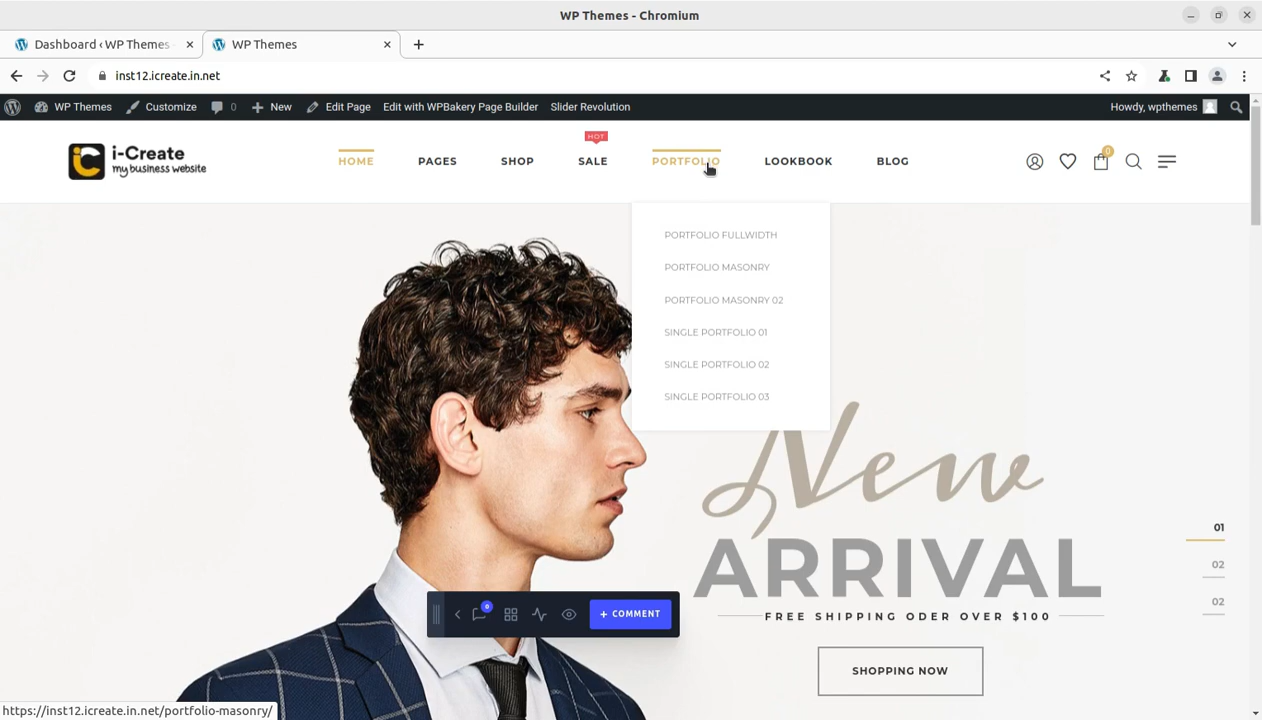 WP Themes - Chromium
Dashboard ‹ WP Themes
WP Themes
inst12.icreate.in.net
WP Themes
Customize
0
New
Edit Page
Edit with WPBakery Page Builder
Slider Revolution
Howdy, wpthemes
i-Create
my business website
HOME
PAGES
SHOP
HOT
SALE
PORTFOLIO
LOOKBOOK
BLOG
0
PORTFOLIO FULLWIDTH
PORTFOLIO MASONRY
PORTFOLIO MASONRY 02
SINGLE PORTFOLIO 01
SINGLE PORTFOLIO 02
SINGLE PORTFOLIO 03
New
ARRIVAL
FREE SHIPPING ODER OVER $100
SHOPPING NOW
01
02
02
0
+ COMMENT
https://inst12.icreate.in.net/portfolio-masonry/